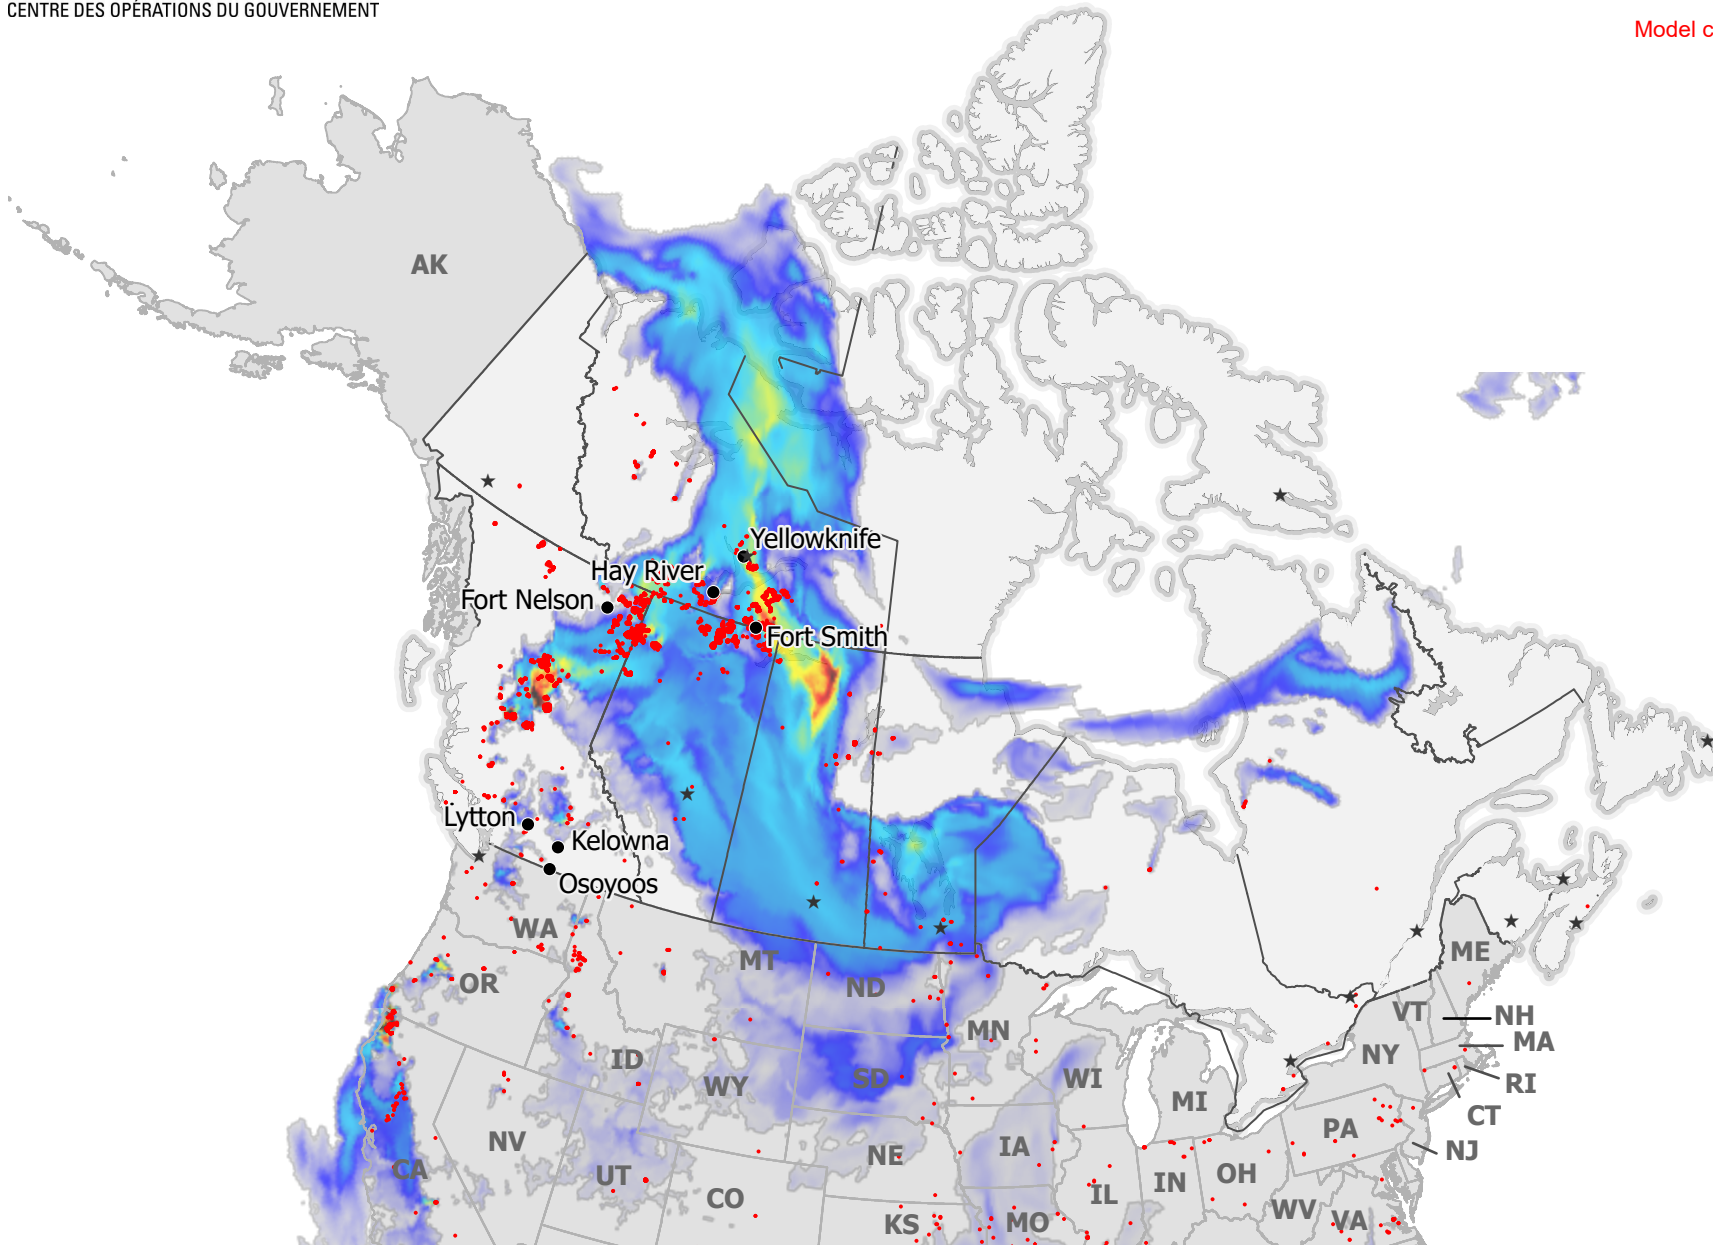 CENTRE DES OPÉRATIONS DU GOUVERNEMENT
Model c
AK
Yellowknife
Hay River
Fort Nelson
Fort Smith
Lytton
Kelowna
Osoyoos
WA
MT
ND
OR
MN
ME
VT
NH
MA
NY
ID
WY
SD
WI
MI
RI
CT
NV
UT
CO
NE
IA
PA
NJ
CA
IL
IN
OH
KS
MO
WV
VA